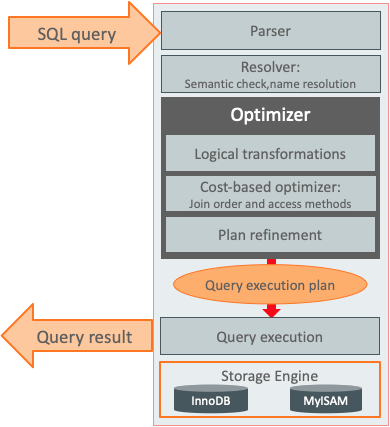 SQL query
Parser
Resolver:
Semantic check,name resolution
Optimizer
Logical transformations
Cost-based optimizer:
Join order and access methods
Plan refinement
Query execution plan
Query result
Query execution
Storage Engine
InnoDB
MyISAM